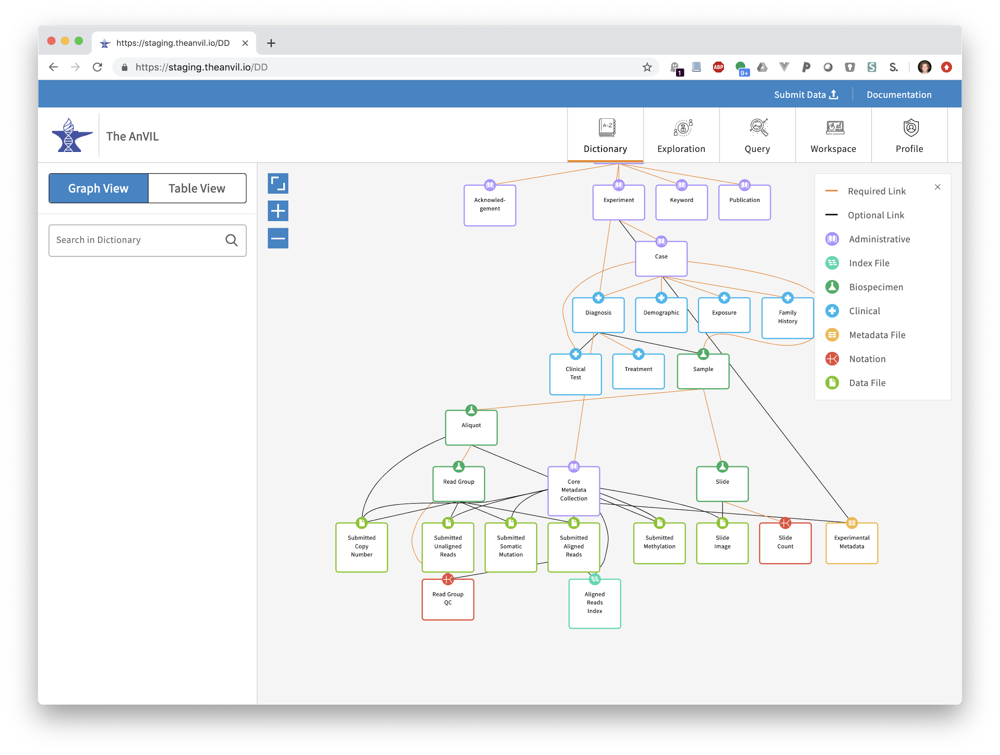 https://staging.theanvil.io/DD
https://staging.theanvil.io/DD
1
ABP
9+
S
S.
Submit Data
Documentation
The AnVIL
A-Z
Dictionary
Exploration
Query
Workspace
Profile
Graph View
Table View
Search in Dictionary
Required Link
Optional Link
Administrative
Index File
Biospecimen
Clinical
Metadata File
Notation
Data File
Acknowled-
gement
Experiment
Keyword
Publication
Case
Diagnosis
Demographic
Exposure
Family
History
Clinical
Test
Treatment
Sample
Aliquot
Read Group
Core
Metadata
Collection
Slide
Submitted
Copy
Number
Submitted
Unaligned
Reads
Submitted
Somatic
Mutation
Submitted
Aligned
Reads
Submitted
Methylation
Slide
Image
Slide
Count
Experimental
Metadata
Read Group
QC
Aligned
Reads
Index